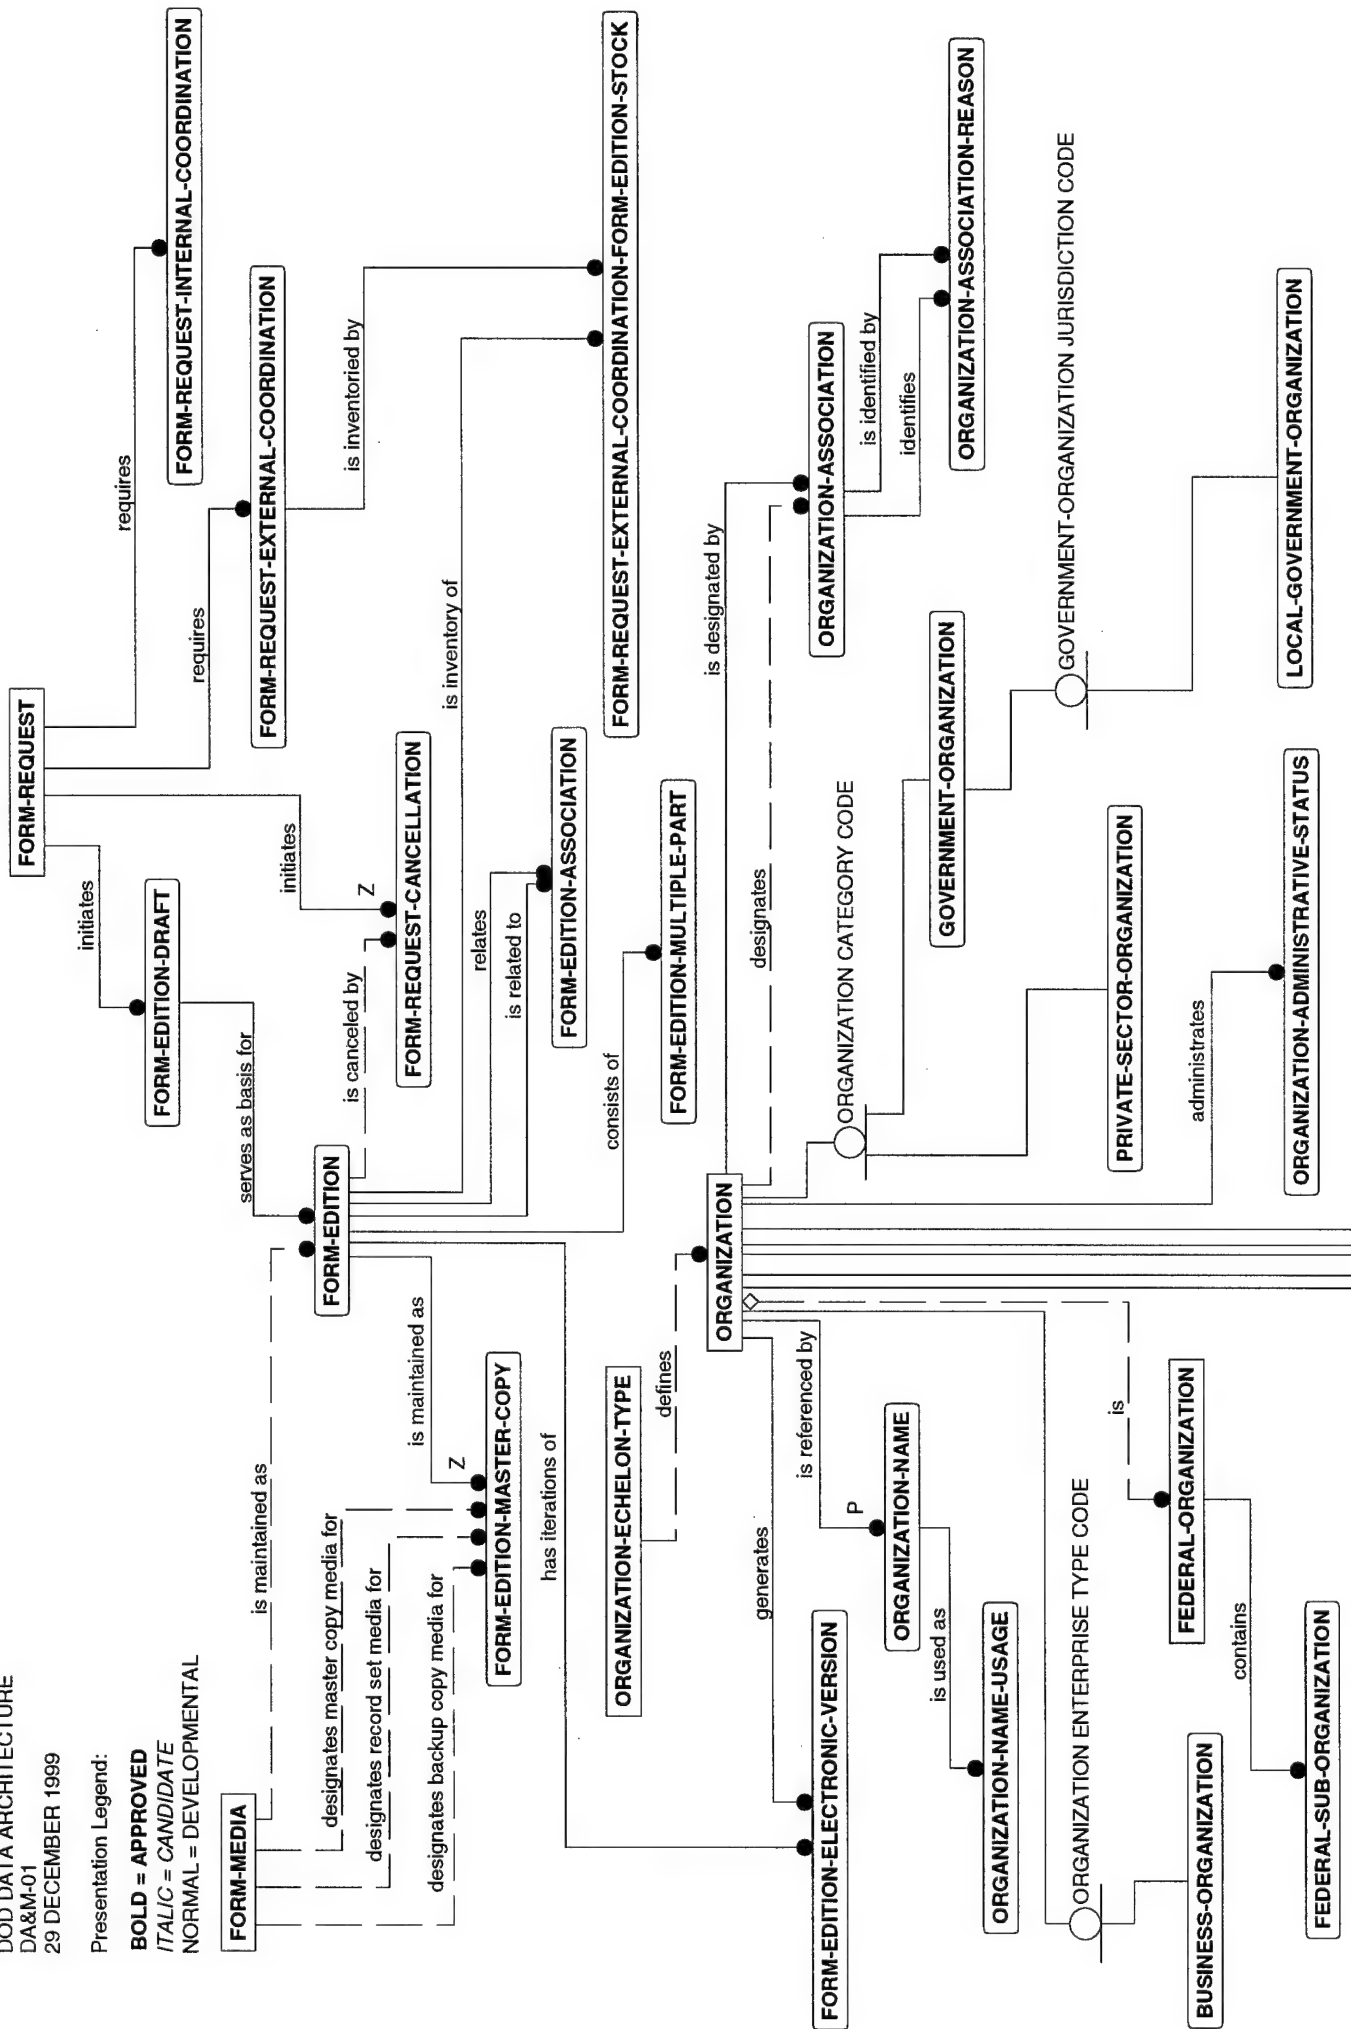 DOD DATA ARCHITECTURE
DA&M-01
29 DECEMBER 1999
Presentation Legend:
BOLD = APPROVED
ITALIC = CANDIDATE
NORMAL = DEVELOPMENTAL
FORM-REQUEST
initiates
initiates
requires
requires
FORM-REQUEST-INTERNAL-COORDINATION
FORM-EDITION-DRAFT
FORM-REQUEST-EXTERNAL-COORDINATION
FORM-MEDIA
is maintained as
serves as basis for
FORM-EDITION
is canceled by
Z
is inventoried by
designates master copy media for
designates record set media for
designates backup copy media for
is maintained as
Z
FORM-REQUEST-CANCELLATION
is inventory of
relates
is related to
FORM-EDITION-MASTER-COPY
FORM-EDITION-ASSOCIATION
has iterations of
consists of
FORM-REQUEST-EXTERNAL-COORDINATION-FORM-EDITION-STOCK
ORGANIZATION-ECHELON-TYPE
FORM-EDITION-MULTIPLE-PART
defines
ORGANIZATION
is designated by
designates
generates
is referenced by
P
FORM-EDITION-ELECTRONIC-VERSION
ORGANIZATION CATEGORY CODE
ORGANIZATION-ASSOCIATION
is identified by
identifies
ORGANIZATION-NAME
is used as
GOVERNMENT-ORGANIZATION
ORGANIZATION-ASSOCIATION-REASON
ORGANIZATION-NAME-USAGE
GOVERNMENT-ORGANIZATION JURISDICTION CODE
ORGANIZATION ENTERPRISE TYPE CODE
is
PRIVATE-SECTOR-ORGANIZATION
BUSINESS-ORGANIZATION
FEDERAL-ORGANIZATION
administrates
contains
FEDERAL-SUB-ORGANIZATION
ORGANIZATION-ADMINISTRATIVE-STATUS
LOCAL-GOVERNMENT-ORGANIZATION